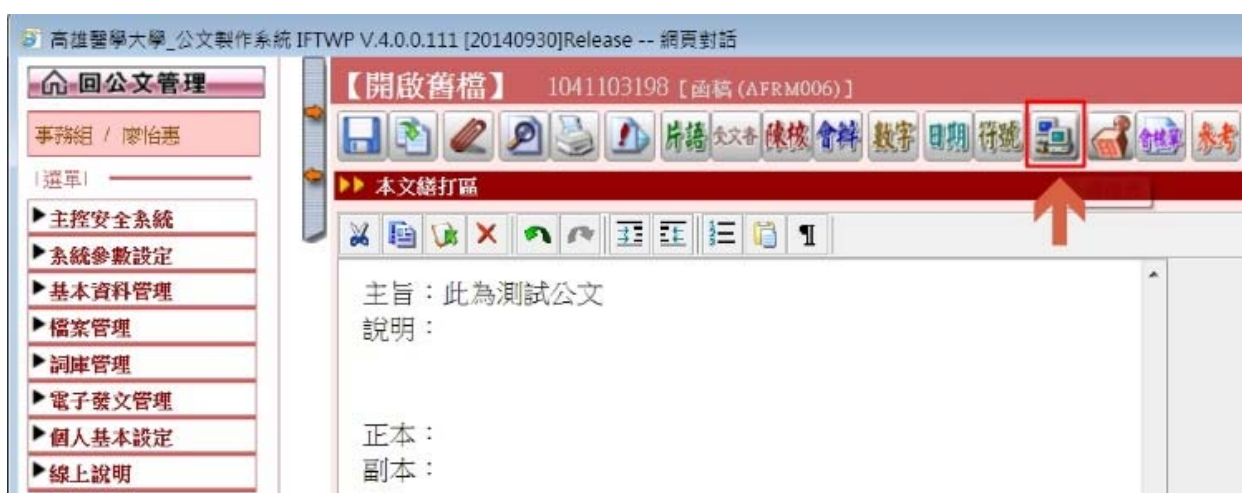 高雄醫學大學_公文製作系統 IFTWP V.4.0.0.111 [20140930]Release -- 網頁對話
回公文管理
【開啟舊檔】 1041103198 [函稿(AFRM006)]
事務組 / 廖怡惠
片語 陳核 會辦 數字 日期 符號 會核單 參考
|選單|
本文繕打區
主控安全系統
系統參數設定
基本資料管理
檔案管理
詞庫管理
電子發文管理
個人基本設定
線上說明
主旨：此為測試公文
說明：
正本：
副本：